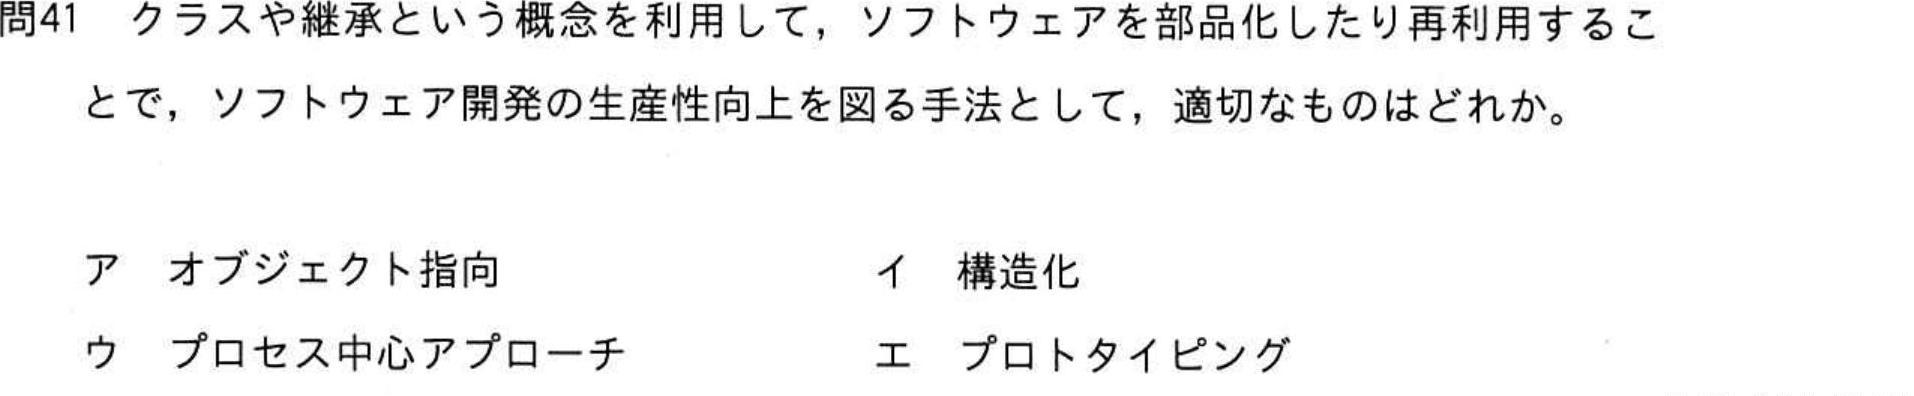 問41　クラスや継承という概念を利用して，ソフトウェアを部品化したり再利用するこ
とで，ソフトウェア開発の生産性向上を図る手法として，適切なものはどれか。
ア　オブジェクト指向　イ　構造化
ウ　プロセス中心アプローチ　エ　プロトタイピング